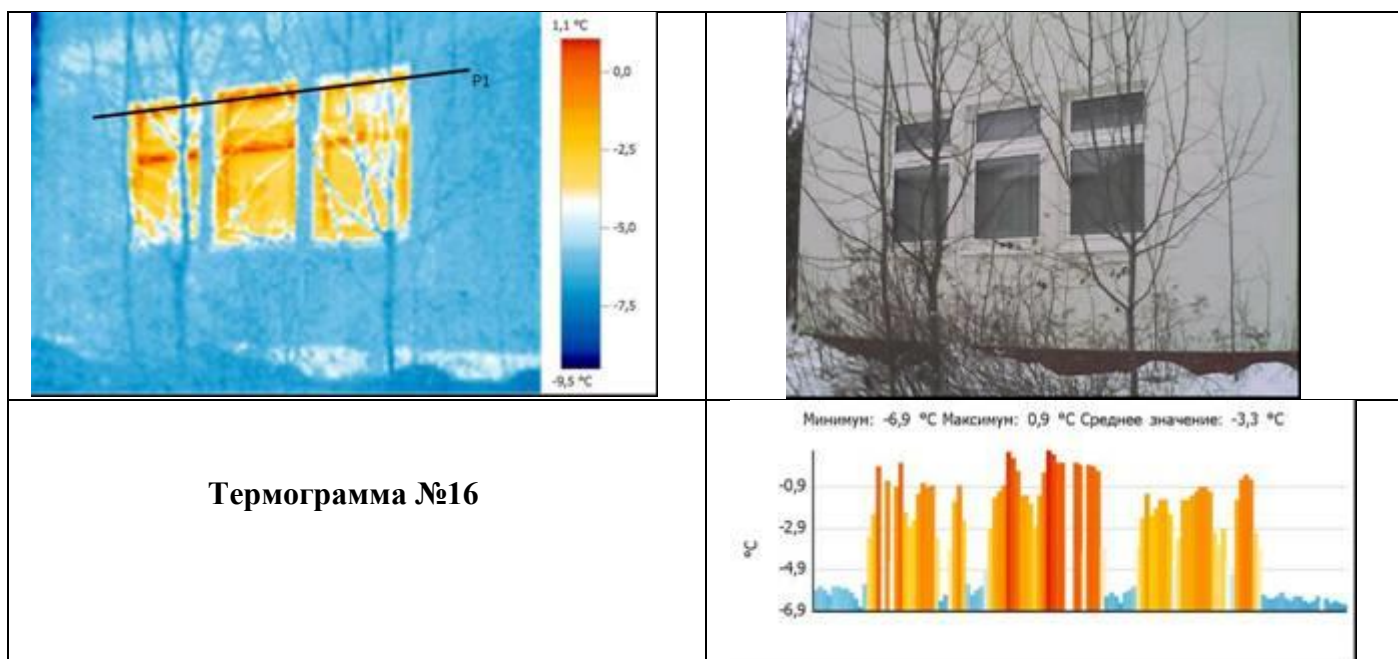 1,1 °C
0,0
-2,5
-5,0
-7,5
-9,5 °C
P1
Термограмма №16
Минимум: -6,9 °C Максимум: 0,9 °C Среднее значение: -3,3 °C
-0,9
-2,9
-4,9
-6,9
°C